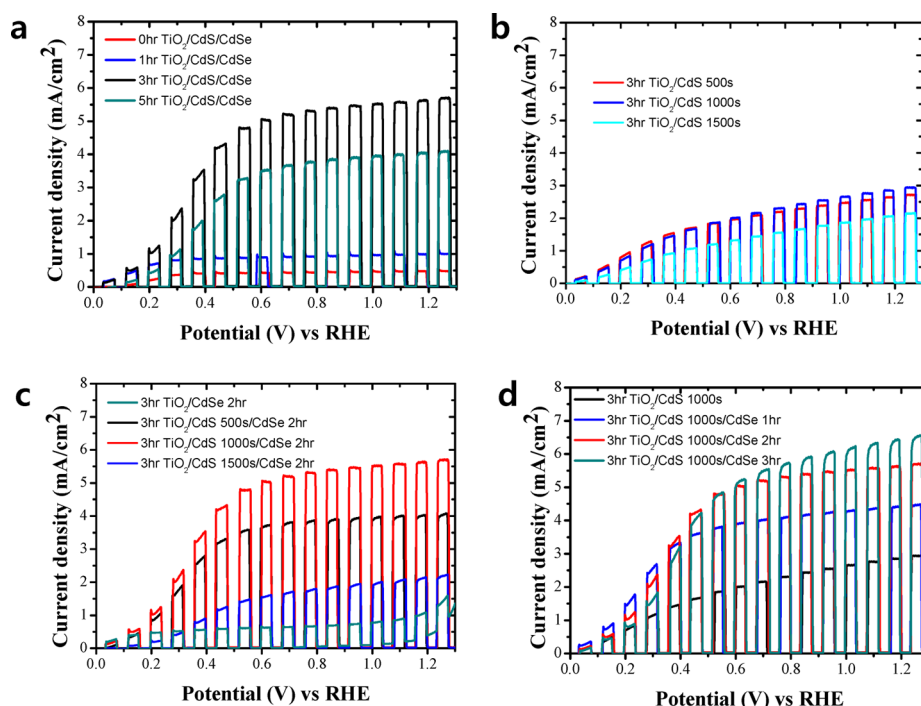 a
0hr TiO2/CdS/CdSe
1hr TiO2/CdS/CdSe
3hr TiO2/CdS/CdSe
5hr TiO2/CdS/CdSe
Current density (mA/cm2)
8
7
6
5
4
3
2
1
0
0.0 0.2 0.4 0.6 0.8 1.0 1.2
Potential (V) vs RHE
b
3hr TiO2/CdS 500s
3hr TiO2/CdS 1000s
3hr TiO2/CdS 1500s
Current density (mA/cm2)
8
7
6
5
4
3
2
1
0
0.0 0.2 0.4 0.6 0.8 1.0 1.2
Potential (V) vs RHE
c
3hr TiO2/CdSe 2hr
3hr TiO2/CdS 500s/CdSe 2hr
3hr TiO2/CdS 1000s/CdSe 2hr
3hr TiO2/CdS 1500s/CdSe 2hr
Current density (mA/cm2)
8
7
6
5
4
3
2
1
0
0.0 0.2 0.4 0.6 0.8 1.0 1.2
Potential (V) vs RHE
d
3hr TiO2/CdS 1000s
3hr TiO2/CdS 1000s/CdSe 1hr
3hr TiO2/CdS 1000s/CdSe 2hr
3hr TiO2/CdS 1000s/CdSe 3hr
Current density (mA/cm2)
8
7
6
5
4
3
2
1
0
0.0 0.2 0.4 0.6 0.8 1.0 1.2
Potential (V) vs RHE